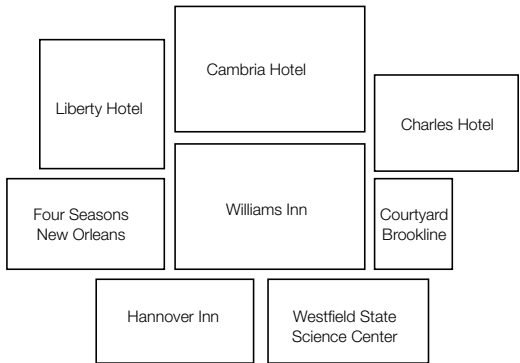 Cambria Hotel
Liberty Hotel
Charles Hotel
Four Seasons
New Orleans
Williams Inn
Courtyard
Brookline
Hannover Inn
Westfield State
Science Center